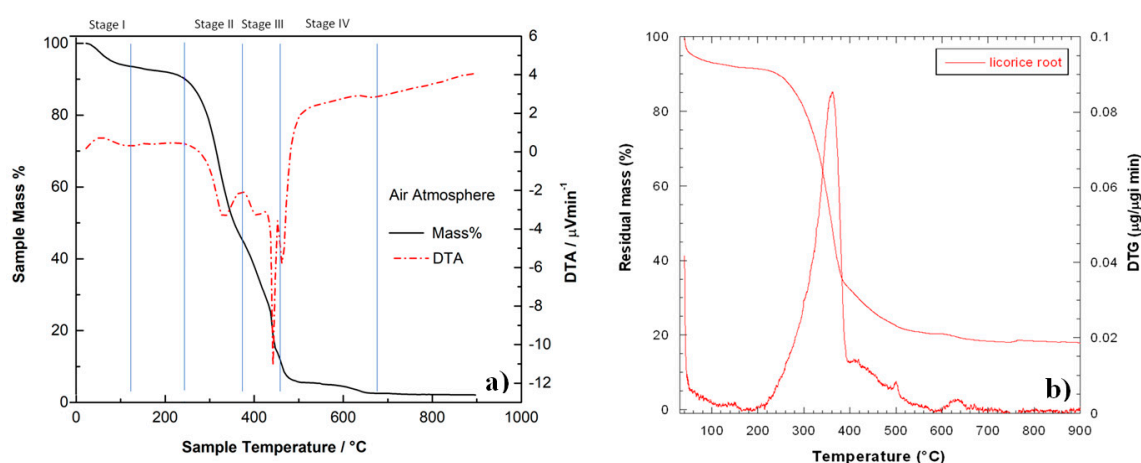 Stage I Stage II Stage III Stage IV
100
80
60
40
20
0
Sample Mass %
0 200 400 600 800 1000
Sample Temperature / °C
6
4
2
0
-2
-4
-6
-8
-10
-12
DTA / μVmin⁻¹
Air Atmosphere
Mass%
DTA
a)
100
80
60
40
20
0
Residual mass (%)
100 200 300 400 500 600 700 800 900
Temperature (°C)
0.1
0.08
0.06
0.04
0.02
0
DTG (μg/μgi min)
licorice root
b)